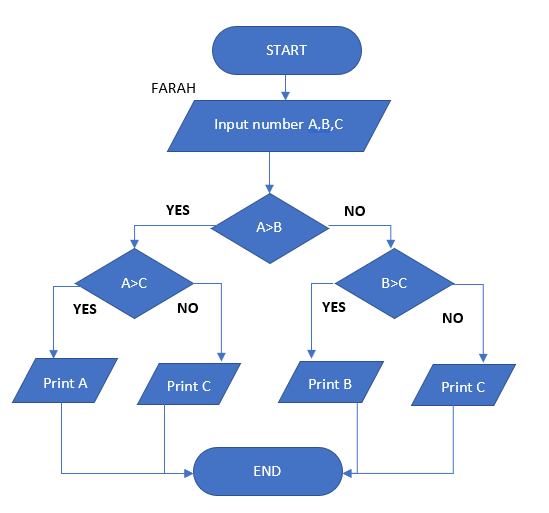 START
FARAH
Input number A,B,C
YES
NO
A>B
A>C
B>C
YES
NO
YES
NO
Print A
Print C
Print B
Print C
END